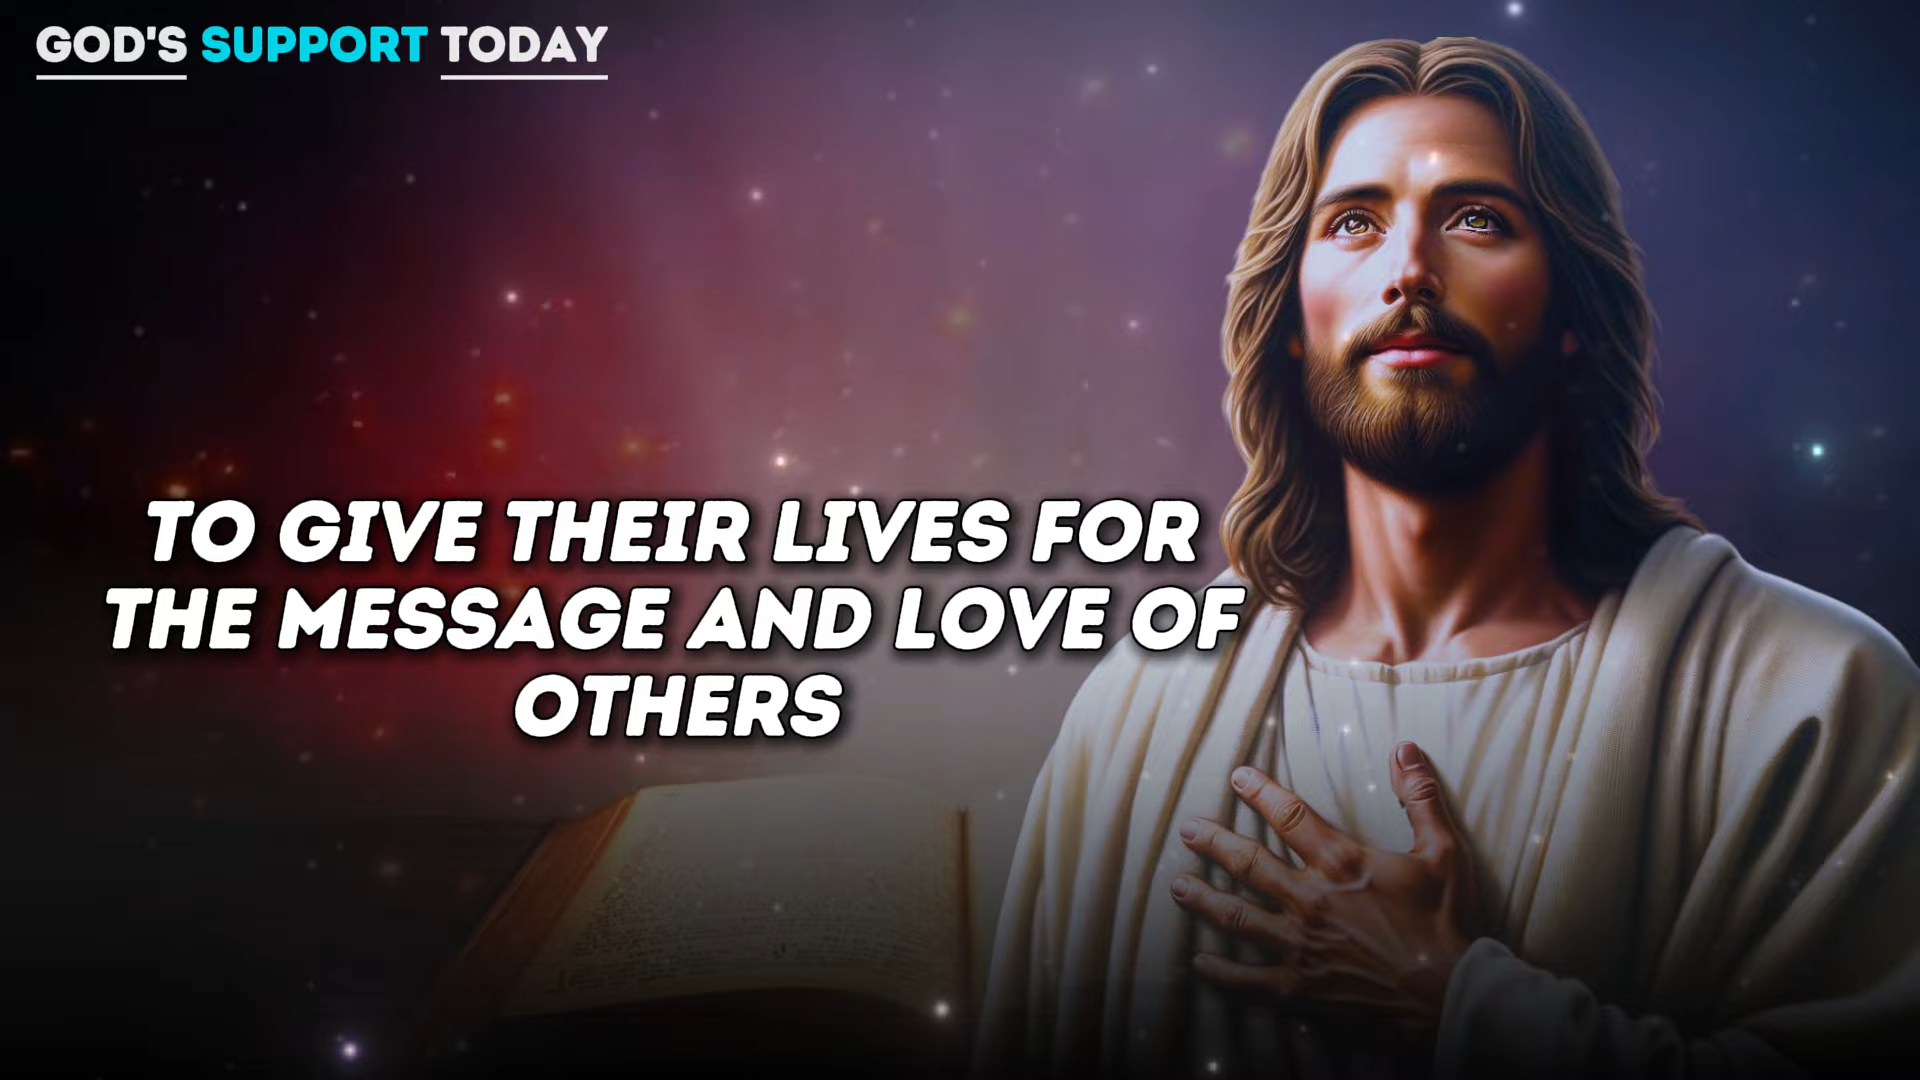 GOD'S SUPPORT TODAY
TO GIVE THEIR LIVES FOR
THE MESSAGE AND LOVE OF
OTHERS